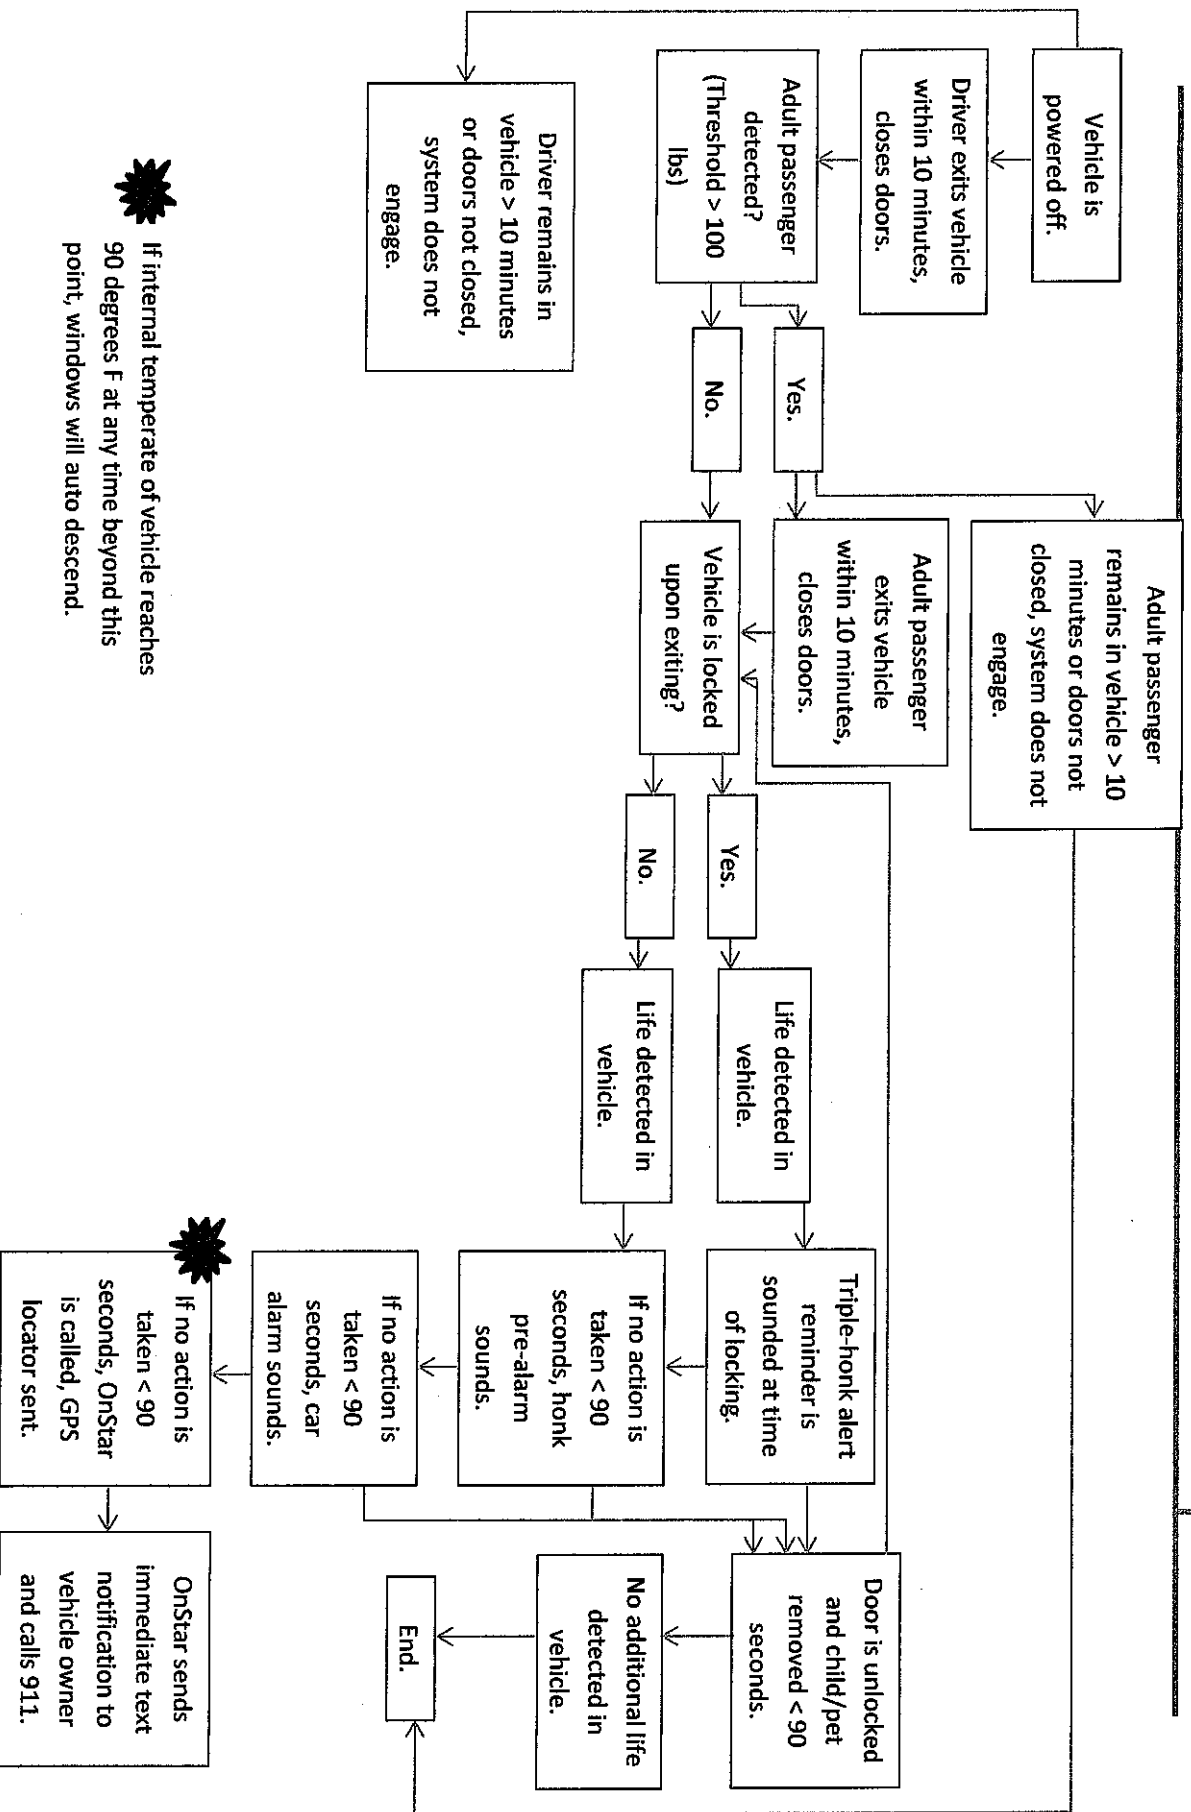 Vehicle is
powered off.
Driver exits vehicle
within 10 minutes,
closes doors.
Adult passenger
detected?
(Threshold > 100
lbs)
Driver remains in
vehicle > 10 minutes
or doors not closed,
system does not
engage.
Yes.
No.
Adult passenger
remains in vehicle > 10
minutes or doors not
closed, system does not
engage.
Adult passenger
exits vehicle
within 10 minutes,
closes doors.
Vehicle is locked
upon exiting?
Yes.
No.
Life detected in
vehicle.
Life detected in
vehicle.
Triple-honk alert
reminder is
sounded at time
of locking.
If no action is
taken < 90
seconds, honk
pre-alarm
sounds.
If no action is
taken < 90
seconds, car
alarm sounds.
If no action is
taken < 90
seconds, OnStar
is called, GPS
locator sent.
Door is unlocked
and child/pet
removed < 90
seconds.
No additional life
detected in
vehicle.
End.
OnStar sends
immediate text
notification to
vehicle owner
and calls 911.
If internal temperate of vehicle reaches
90 degrees F at any time beyond this
point, windows will auto descend.